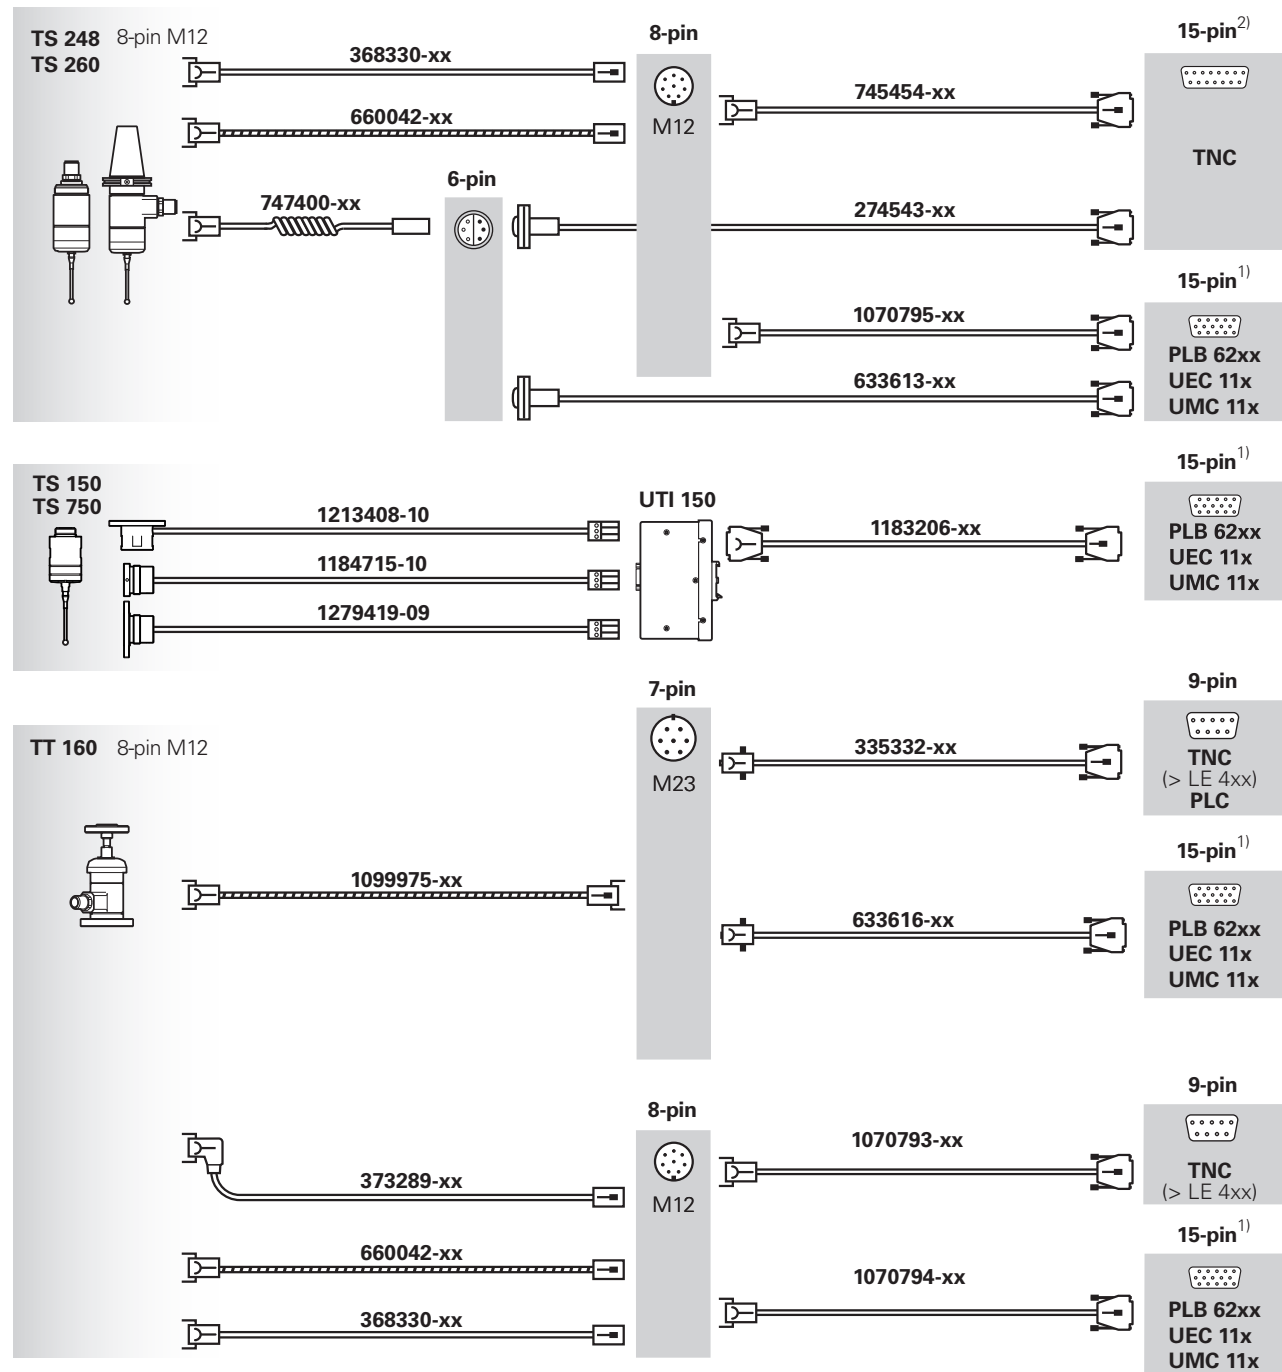 TS 248 8-pin M12
TS 260
368330-xx
660042-xx
747400-xx
6-pin
8-pin
M12
745454-xx
274543-xx
1070795-xx
633613-xx
15-pin2)
TNC
15-pin1)
PLB 62xx
UEC 11x
UMC 11x
TS 150
TS 750
1213408-10
1184715-10
1279419-09
UTI 150
1183206-xx
15-pin1)
PLB 62xx
UEC 11x
UMC 11x
TT 160 8-pin M12
1099975-xx
7-pin
M23
335332-xx
633616-xx
9-pin
TNC
(> LE 4xx)
PLC
15-pin1)
PLB 62xx
UEC 11x
UMC 11x
373289-xx
660042-xx
368330-xx
8-pin
M12
1070793-xx
1070794-xx
9-pin
TNC
(> LE 4xx)
15-pin1)
PLB 62xx
UEC 11x
UMC 11x